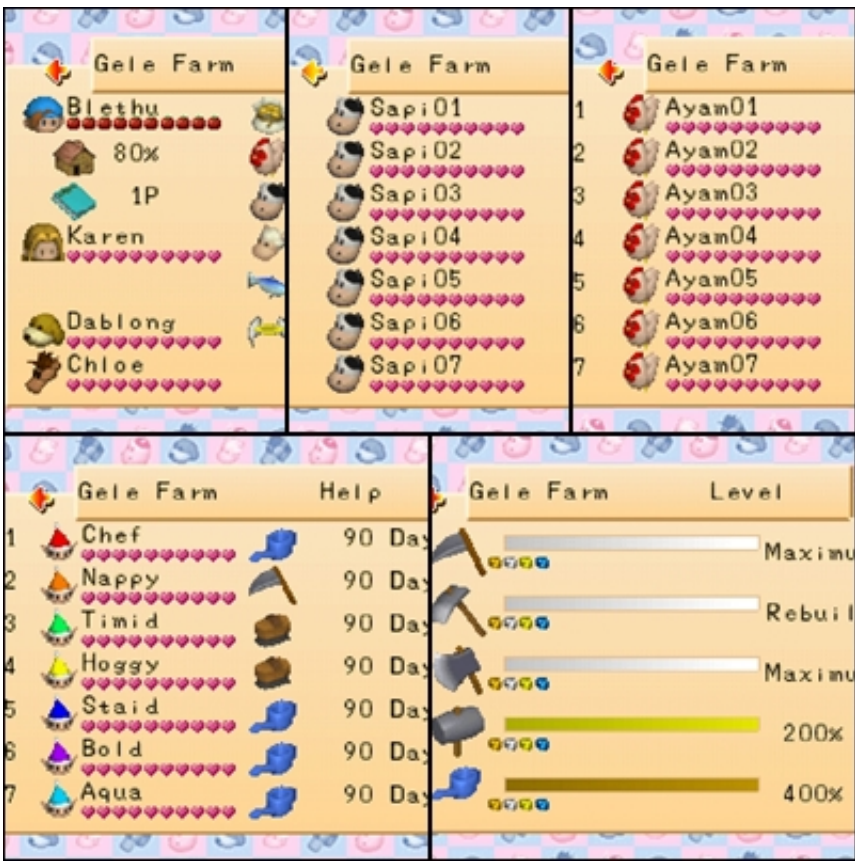 Gele Farm
Blethu
80%
1P
Karen
Dablong
Chloe
Gele Farm
Sapi01
Sapi02
Sapi03
Sapi04
Sapi05
Sapi06
Sapi07
Gele Farm
1 Ayam01
2 Ayam02
3 Ayam03
4 Ayam04
5 Ayam05
6 Ayam06
7 Ayam07
Gele Farm Help
1 Chef 90 Day
2 Nappy 90 Day
3 Timid 90 Day
4 Hoggy 90 Day
5 Staid 90 Day
6 Bold 90 Day
7 Aqua 90 Day
Gele Farm Level
Maximu
Rebuil
Maximu
200%
400%